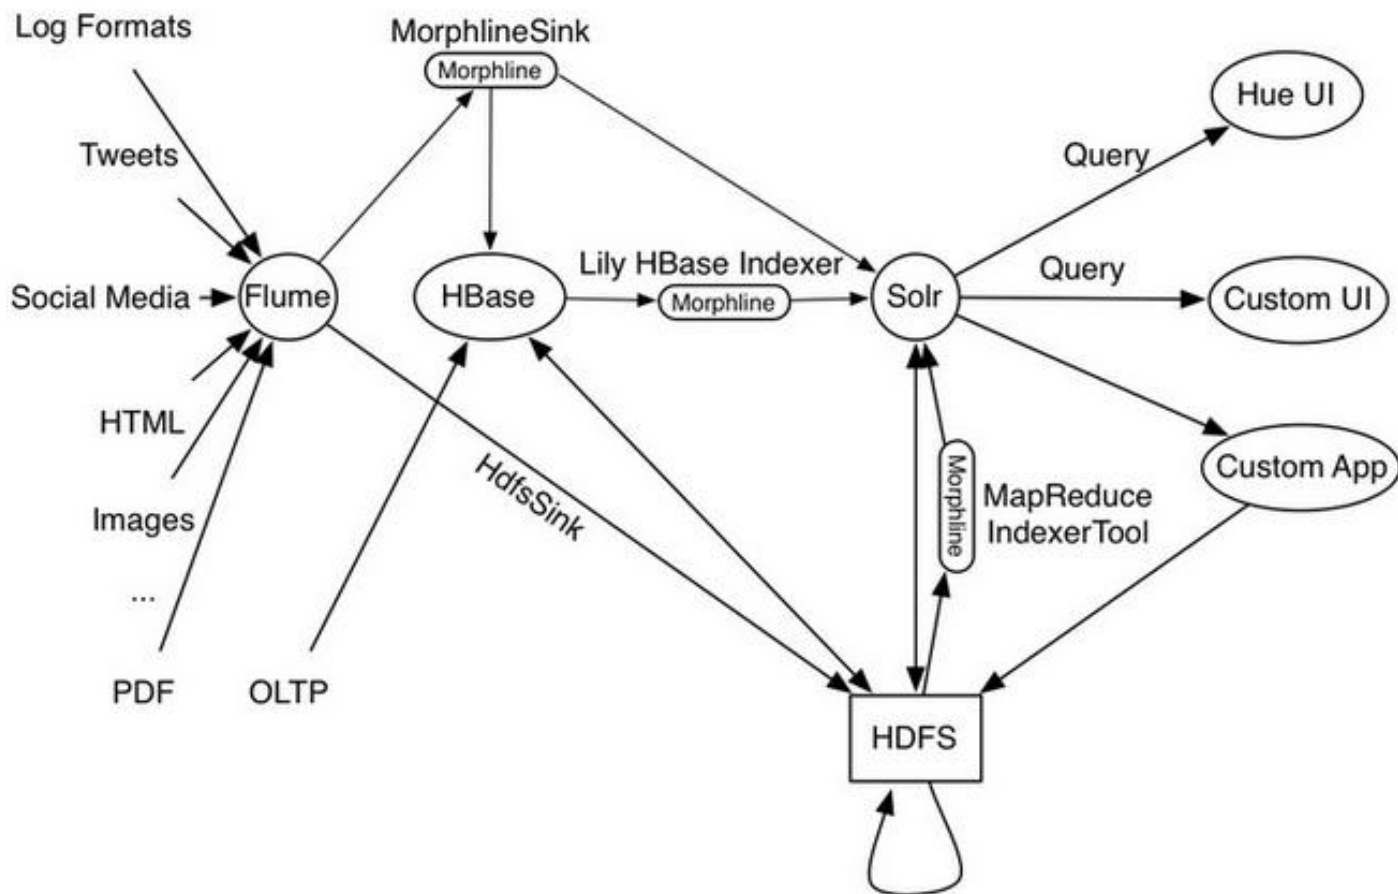 Log Formats
MorphlineSink
Morphline
Hue UI
Tweets
Query
Social Media
Flume
HBase
Lily HBase Indexer
Morphline
Solr
Query
Custom UI
HTML
HdfsSink
Morphline
MapReduce
IndexerTool
Custom App
Images
...
PDF
OLTP
HDFS